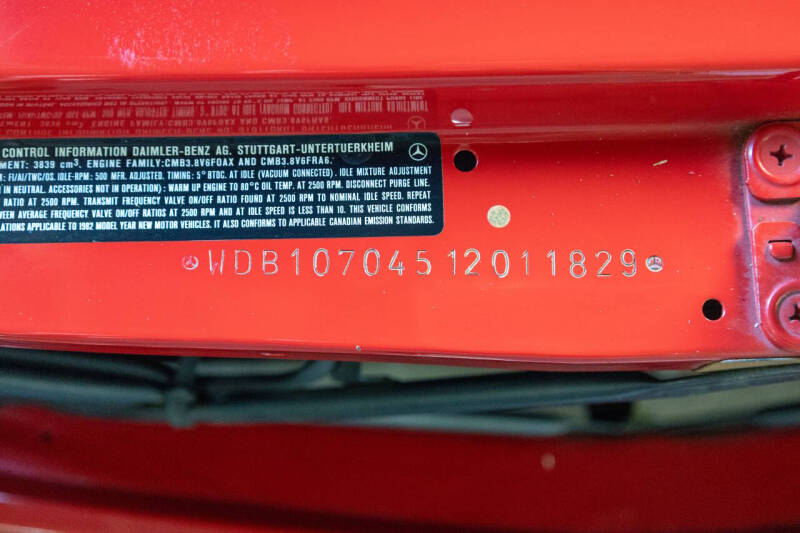 CONTROL INFORMATION DAIMLER-BENZ AG. STUTTGART-UNTERTUERKHEIM
MENT: 3839 cm³. ENGINE FAMILY:CMB3.8V6FOAX AND CMB3.8V6FRA6.
: FI/AI/TWC/OS. IDLE-RPM: 500 MFR. ADJUSTED. TIMING: 5° BTDC. AT IDLE (VACUUM CONNECTED). IDLE MIXTURE ADJUSTMENT
IN NEUTRAL. ACCESSORIES NOT IN OPERATION) : WARM UP ENGINE TO 80°C OIL TEMP. AT 2500 RPM. DISCONNECT PURGE LINE.
RATIO AT 2500 RPM. TRANSMIT FREQUENCY VALVE ON/OFF RATIO FOUND AT 2500 RPM TO NOMINAL IDLE SPEED. REPEAT
EEN AVERAGE FREQUENCY VALVE ON/OFF RATIOS AT 2500 RPM AND AT IDLE SPEED IS LESS THAN 10. THIS VEHICLE CONFORMS
LATIONS APPLICABLE TO 1982 MODEL YEAR NEW MOTOR VEHICLES. IT ALSO CONFORMS TO APPLICABLE CANADIAN EMISSION STANDARDS.
WDB10704512011829